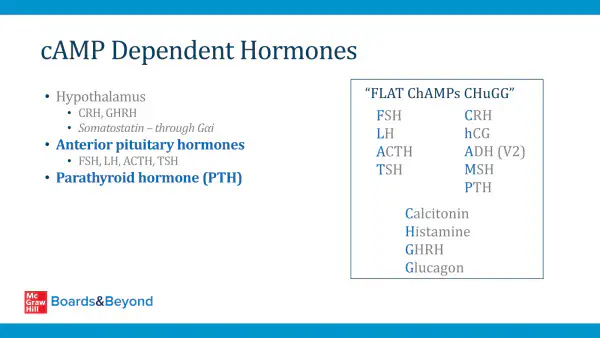 cAMP Dependent Hormones
• Hypothalamus
• CRH, GHRH
• Somatostatin – through Gαi
• Anterior pituitary hormones
• FSH, LH, ACTH, TSH
• Parathyroid hormone (PTH)
“FLAT ChAMPs CHuGG”
FSH
LH
ACTH
TSH
CRH
hCG
ADH (V2)
MSH
PTH
Calcitonin
Histamine
GHRH
Glucagon
Mc
Graw
Hill
Boards&Beyond